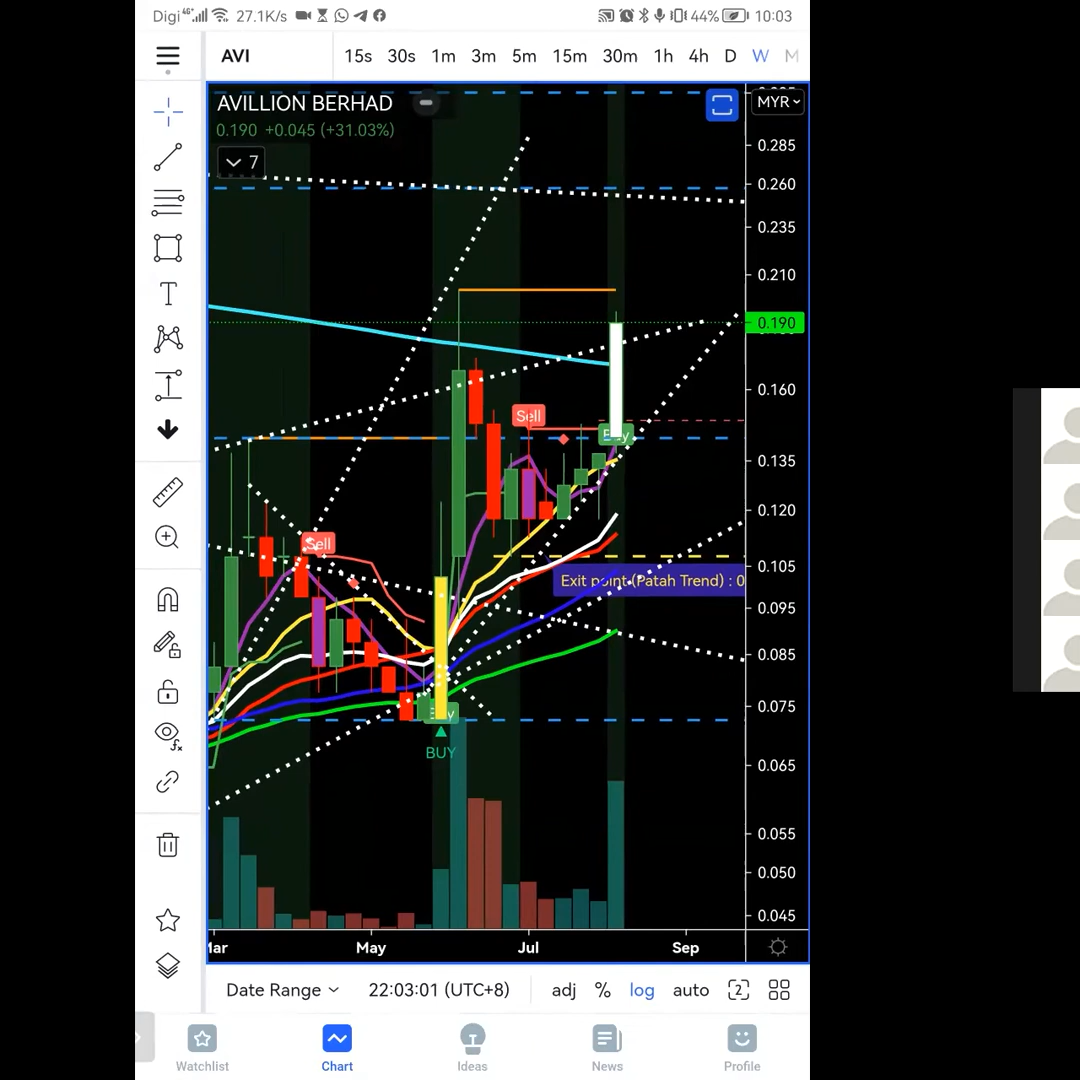 Digi 4G 27.1K/s 44% 10:03
AVI 15s 30s 1m 3m 5m 15m 30m 1h 4h D W M
AVILLION BERHAD
MYR
0.190 +0.045 (+31.03%)
7
0.285
0.260
0.235
0.210
0.190
0.160
0.135
0.120
0.105
0.095
0.085
0.075
0.065
0.055
0.050
0.045
Sell
Buy
Sell
Exit point (Patah Trend) : 0
BUY
T
fx
Mar May Jul Sep
Date Range 22:03:01 (UTC+8) adj % log auto 2
Watchlist Chart Ideas News Profile